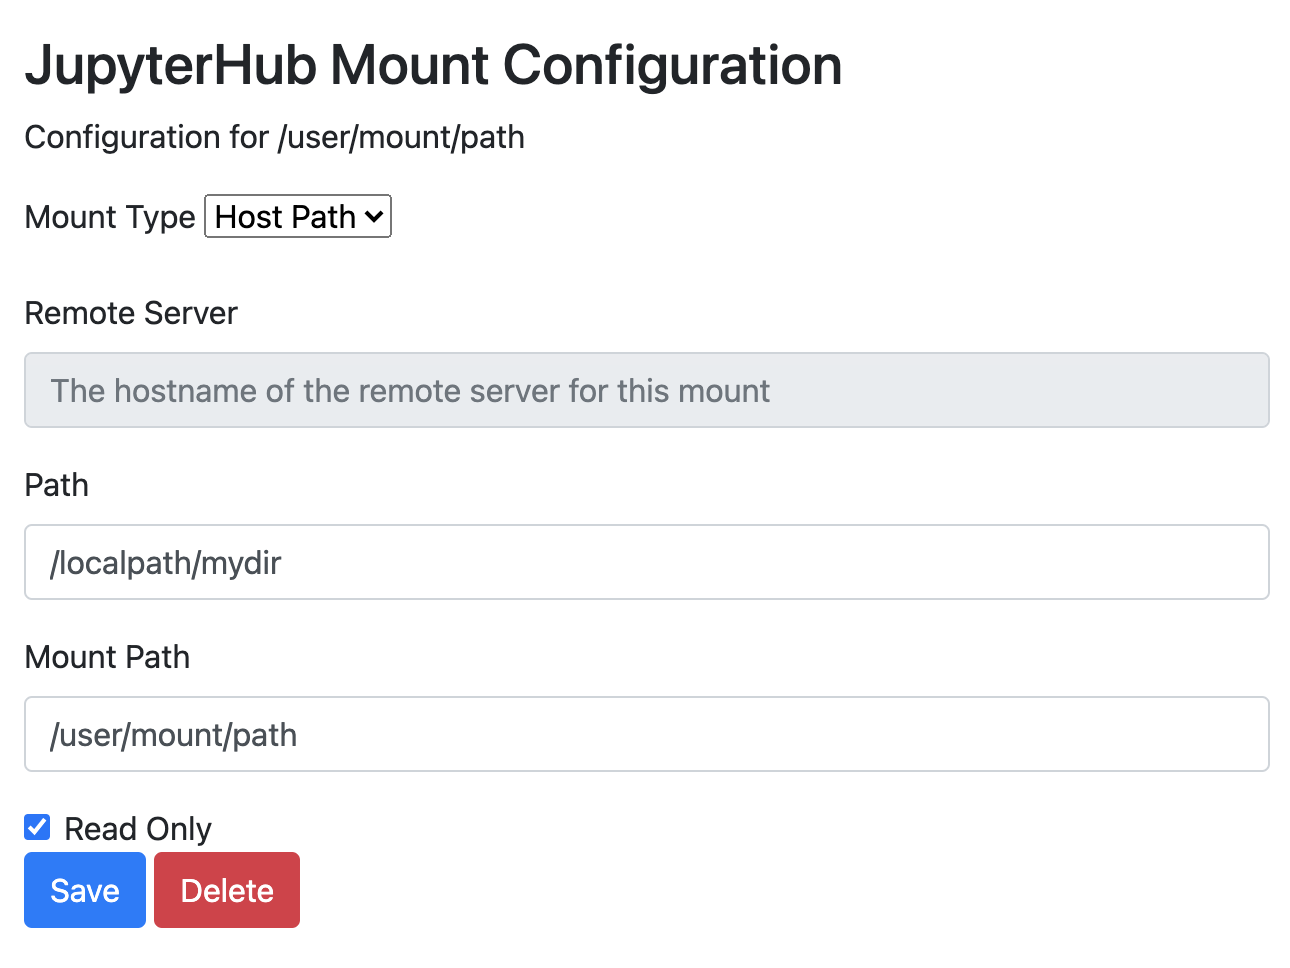 JupyterHub Mount Configuration
Configuration for /user/mount/path
Mount Type Host Path
Remote Server
The hostname of the remote server for this mount
Path
/localpath/mydir
Mount Path
/user/mount/path
Read Only
Save Delete